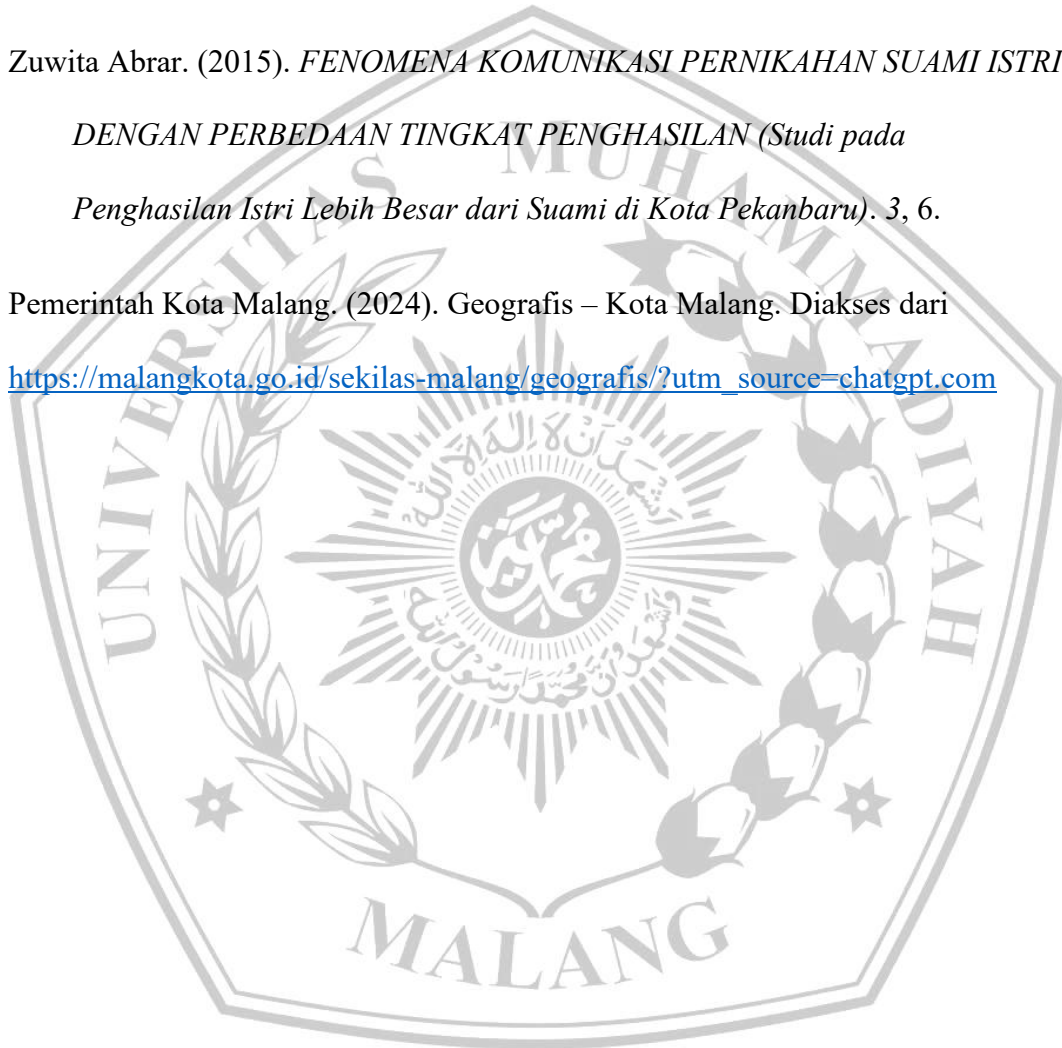 Zuwita Abrar. (2015). FENOMENA KOMUNIKASI PERNIKAHAN SUAMI ISTRI
DENGAN PERBEDAAN TINGKAT PENGHASILAN (Studi pada
Penghasilan Istri Lebih Besar dari Suami di Kota Pekanbaru). 3, 6.
Pemerintah Kota Malang. (2024). Geografis – Kota Malang. Diakses dari
https://malangkota.go.id/sekilas-malang/geografis/?utm_source=chatgpt.com
UNIVERSITAS MUHAMMADIYAH
MALANG